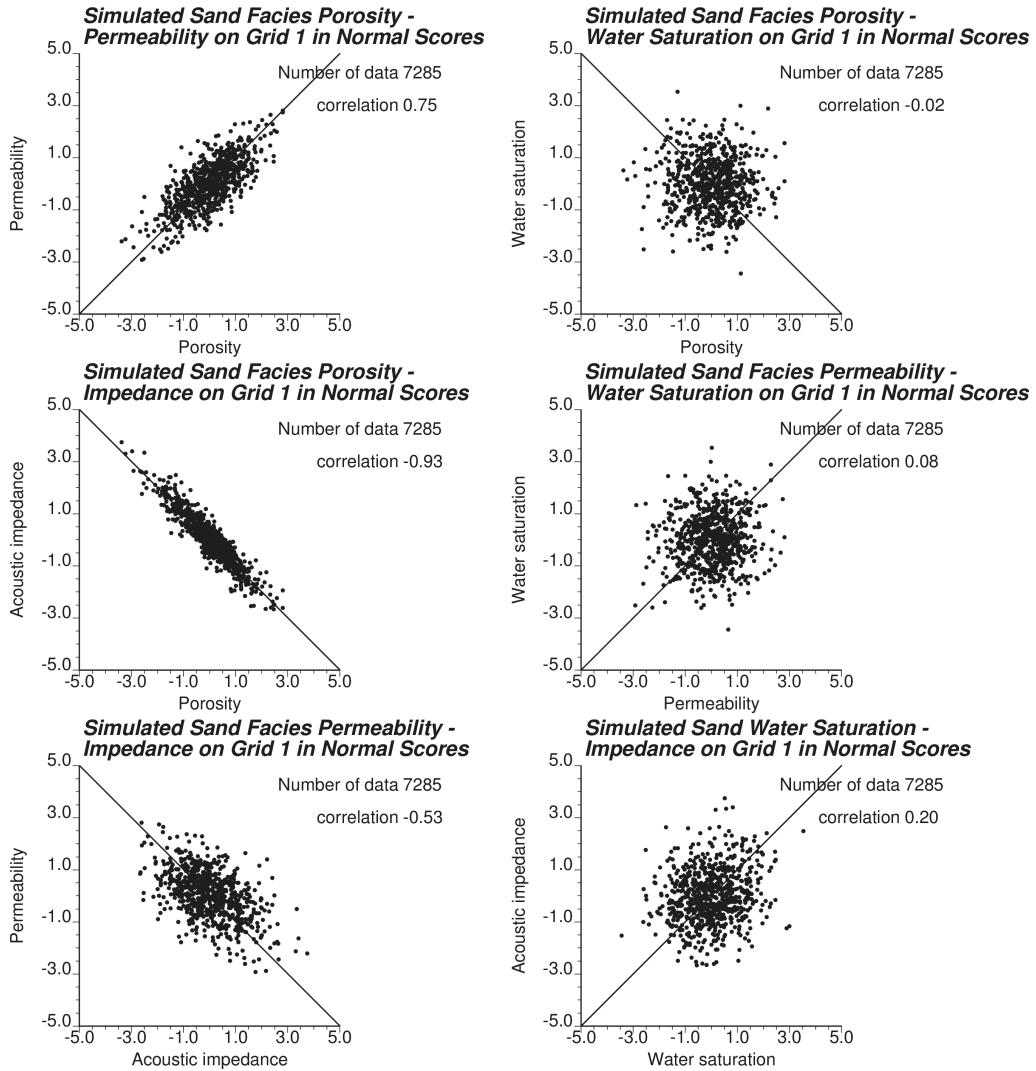 Simulated Sand Facies Porosity -
Permeability on Grid 1 in Normal Scores
Number of data 7285
correlation 0.75
Permeability
5.0
3.0
1.0
-1.0
-3.0
-5.0
-5.0 -3.0 -1.0 1.0 3.0 5.0
Porosity
Simulated Sand Facies Porosity -
Water Saturation on Grid 1 in Normal Scores
Number of data 7285
correlation -0.02
Water saturation
5.0
3.0
1.0
-1.0
-3.0
-5.0
-5.0 -3.0 -1.0 1.0 3.0 5.0
Porosity
Simulated Sand Facies Porosity -
Impedance on Grid 1 in Normal Scores
Number of data 7285
correlation -0.93
Acoustic impedance
5.0
3.0
1.0
-1.0
-3.0
-5.0
-5.0 -3.0 -1.0 1.0 3.0 5.0
Porosity
Simulated Sand Facies Permeability -
Water Saturation on Grid 1 in Normal Scores
Number of data 7285
correlation 0.08
Water saturation
5.0
3.0
1.0
-1.0
-3.0
-5.0
-5.0 -3.0 -1.0 1.0 3.0 5.0
Permeability
Simulated Sand Facies Permeability -
Impedance on Grid 1 in Normal Scores
Number of data 7285
correlation -0.53
Permeability
5.0
3.0
1.0
-1.0
-3.0
-5.0
-5.0 -3.0 -1.0 1.0 3.0 5.0
Acoustic impedance
Simulated Sand Water Saturation -
Impedance on Grid 1 in Normal Scores
Number of data 7285
correlation 0.20
Acoustic impedance
5.0
3.0
1.0
-1.0
-3.0
-5.0
-5.0 -3.0 -1.0 1.0 3.0 5.0
Water saturation